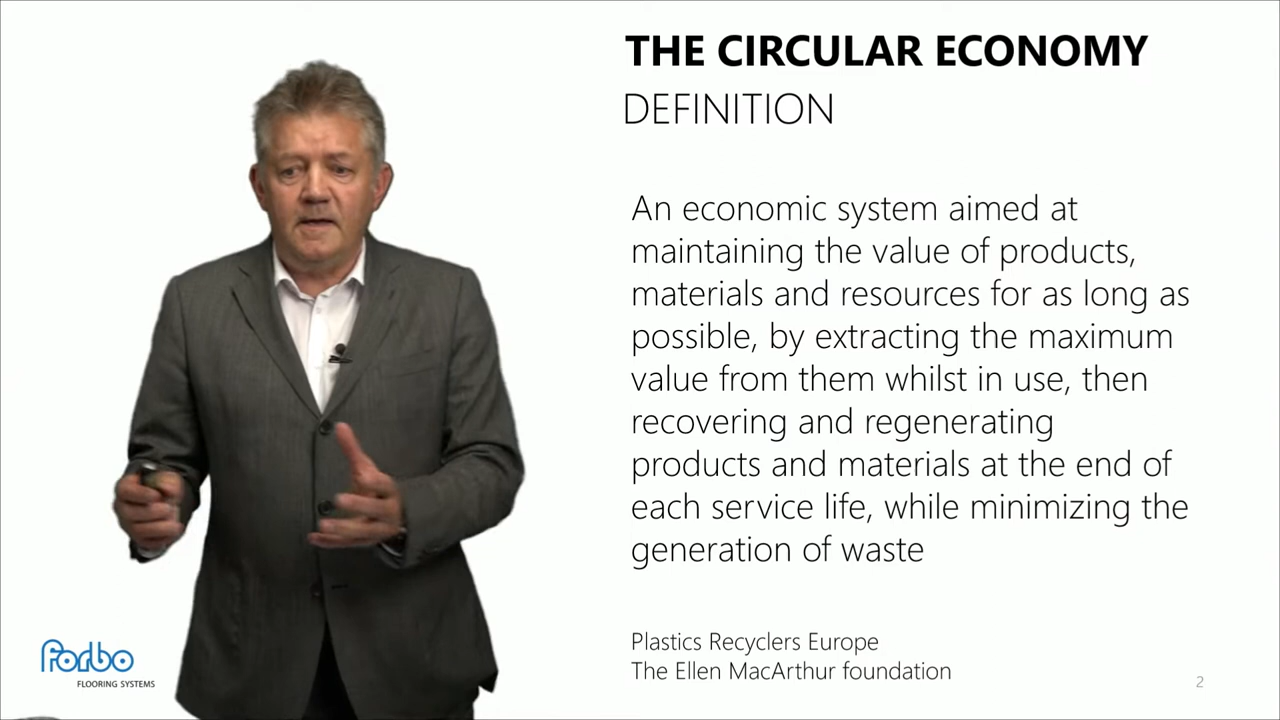 THE CIRCULAR ECONOMY
DEFINITION
An economic system aimed at
maintaining the value of products,
materials and resources for as long as
possible, by extracting the maximum
value from them whilst in use, then
recovering and regenerating
products and materials at the end of
each service life, while minimizing the
generation of waste
Plastics Recyclers Europe
The Ellen MacArthur foundation
Forbo
FLOORING SYSTEMS
2